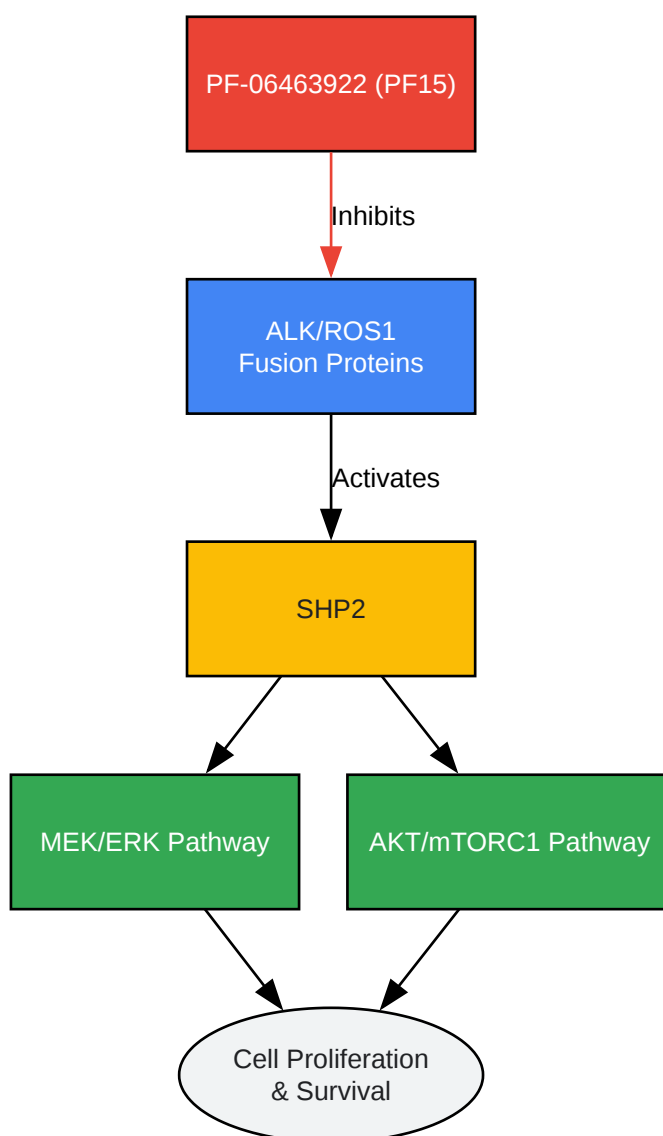 PF-06463922 (PF15)
Inhibits
ALK/ROS1
Fusion Proteins
Activates
SHP2
MEK/ERK Pathway
AKT/mTORC1 Pathway
Cell Proliferation
& Survival